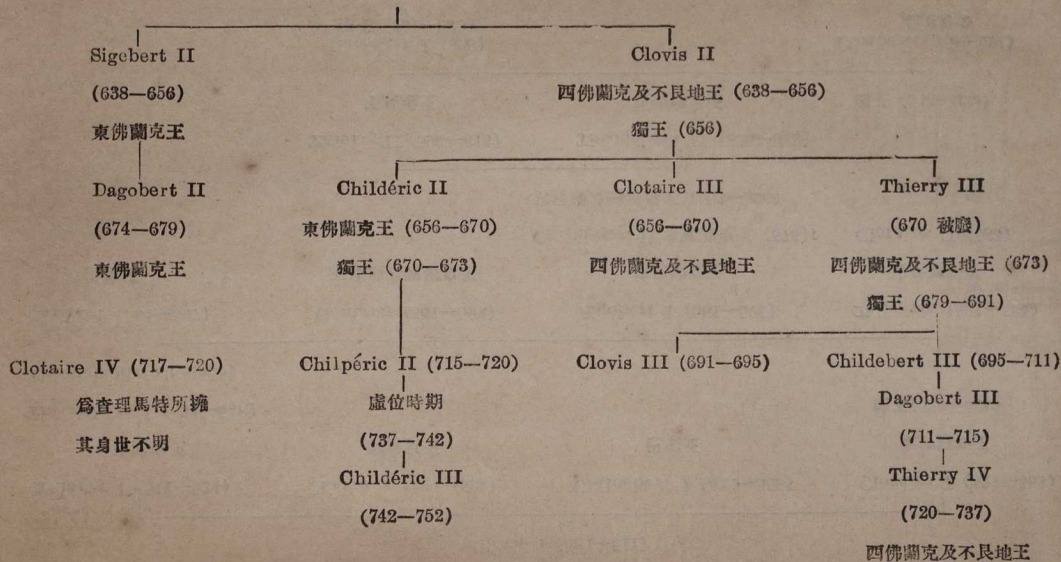 Sigebert II
(638—656)
東佛蘭克王
Clovis II
西佛蘭克及不艮地王 (638—656)
獨王 (656)
Dagobert II
(674—679)
東佛蘭克王
Childéric II
東佛蘭克王 (656—670)
獨王 (670—673)
Clotaire III
(656—670)
西佛蘭克及不艮地王
Thierry III
(670 被廢)
西佛蘭克及不艮地王 (673)
獨王 (679—691)
Clotaire IV (717—720)
爲查理馬特所擁
其身世不明
Chilpéric II (715—720)
虛位時期
(737—742)
Childéric III
(742—752)
Clovis III (691—695)
Childebert III (695—711)
Dagobert III
(711—715)
Thierry IV
(720—737)
西佛蘭克及不艮地王